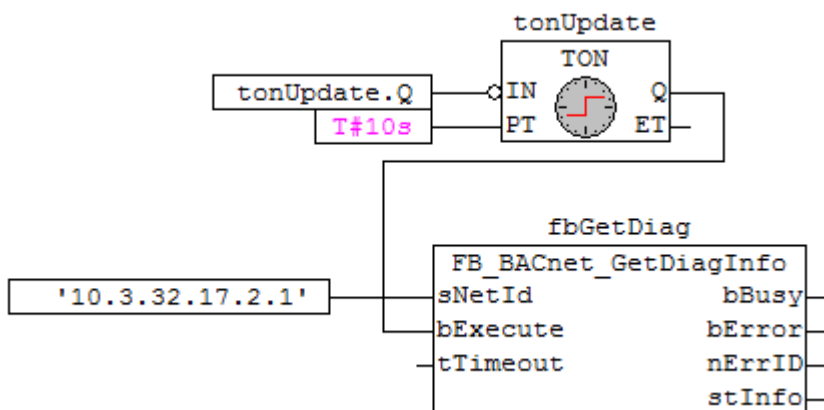 tonUpdate
TON
tonUpdate.Q IN Q
T#10s PT ET
fbGetDiag
FB_BACnet_GetDiagInfo
'10.3.32.17.2.1' sNetId bBusy
bExecute bError
tTimeout nErrID
stInfo